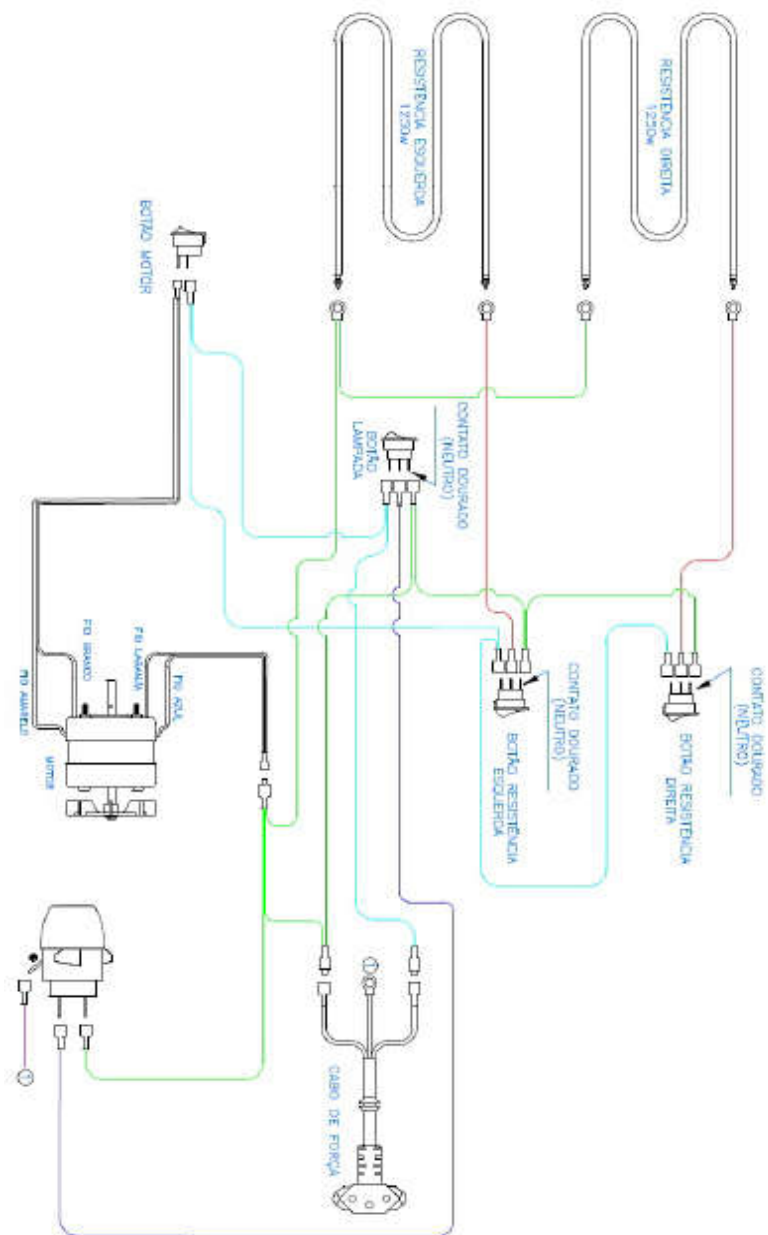 RESISTÊNCIA ESQUERDA
1250w
RESISTÊNCIA DIREITA
1250w
BOTÃO MOTOR
CONTATO DOURADO
(NEUTRO)
BOTÃO
LAMPADA
CONTATO DOURADO
(NEUTRO)
BOTÃO RESISTÊNCIA
ESQUERDA
CONTATO DOURADO
(NEUTRO)
BOTÃO RESISTÊNCIA
DIREITA
FIO LARANJA
FIO AZUL
FIO BRANCO
FIO AMARELO
MOTOR
CABO DE FORÇA